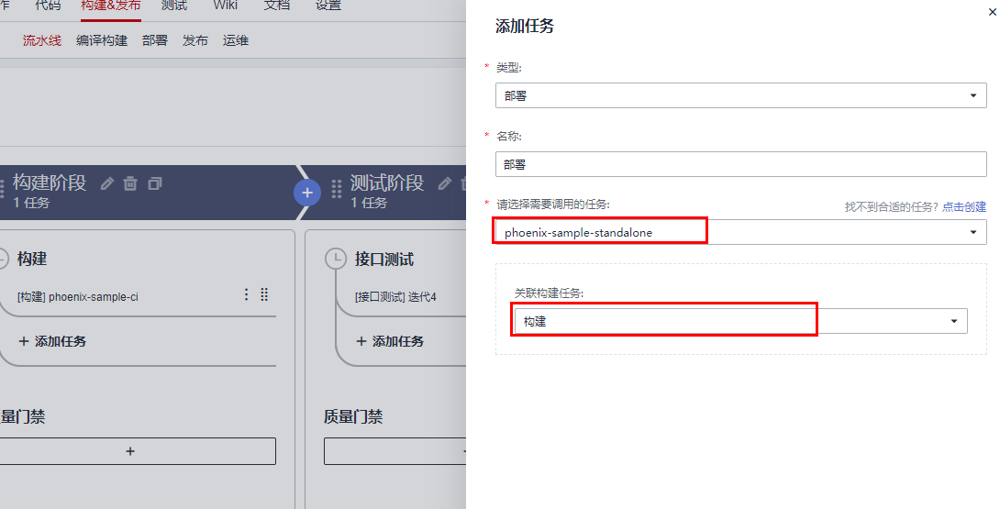 作 代码 构建&发布 测试 Wiki 文档 设置
流水线 编译构建 部署 发布 运维
构建阶段
1 任务
测试阶段
1 任务
构建
[构建] phoenix-sample-ci
添加任务
量门禁
接口测试
[接口测试] 迭代4
添加任务
质量门禁
添加任务
* 类型:
部署
* 名称:
部署
* 请选择需要调用的任务:
找不到合适的任务? 点击创建
phoenix-sample-standalone
关联构建任务:
构建